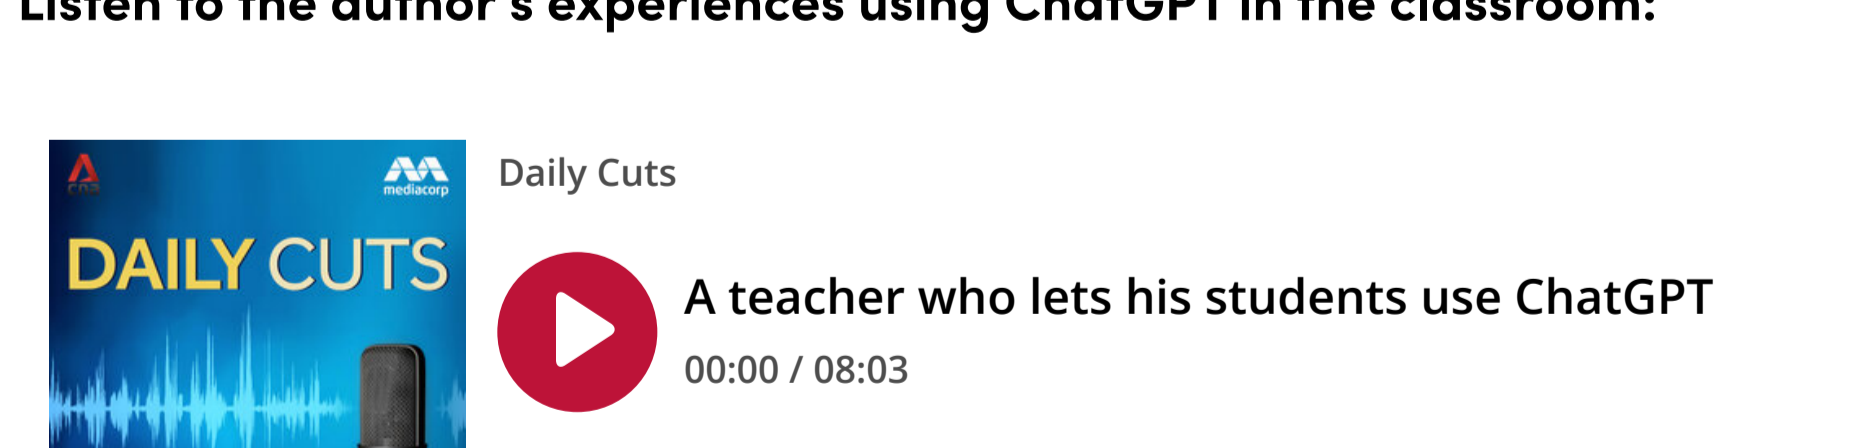 Listen to the author's experiences using ChatGPT in the classroom:
cna
mediacorp
DAILY CUTS
Daily Cuts
A teacher who lets his students use ChatGPT
00:00 / 08:03